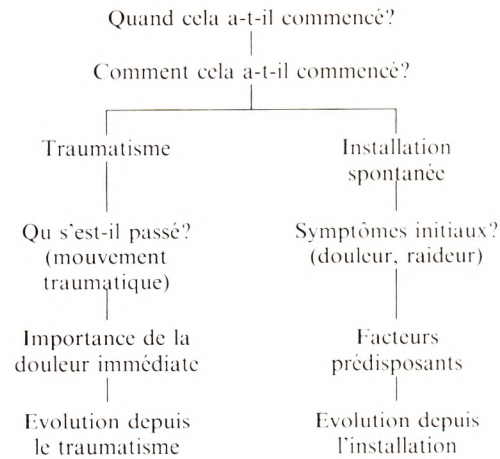 Quand cela a-t-il commencé?
Comment cela a-t-il commencé?
Traumatisme
Qu s'est-il passé?
(mouvement
traumatique)
Importance de la
douleur immédiate
Evolution depuis
le traumatisme
Installation
spontanée
Symptômes initiaux?
(douleur, raideur)
Facteurs
prédisposants
Evolution depuis
l'installation